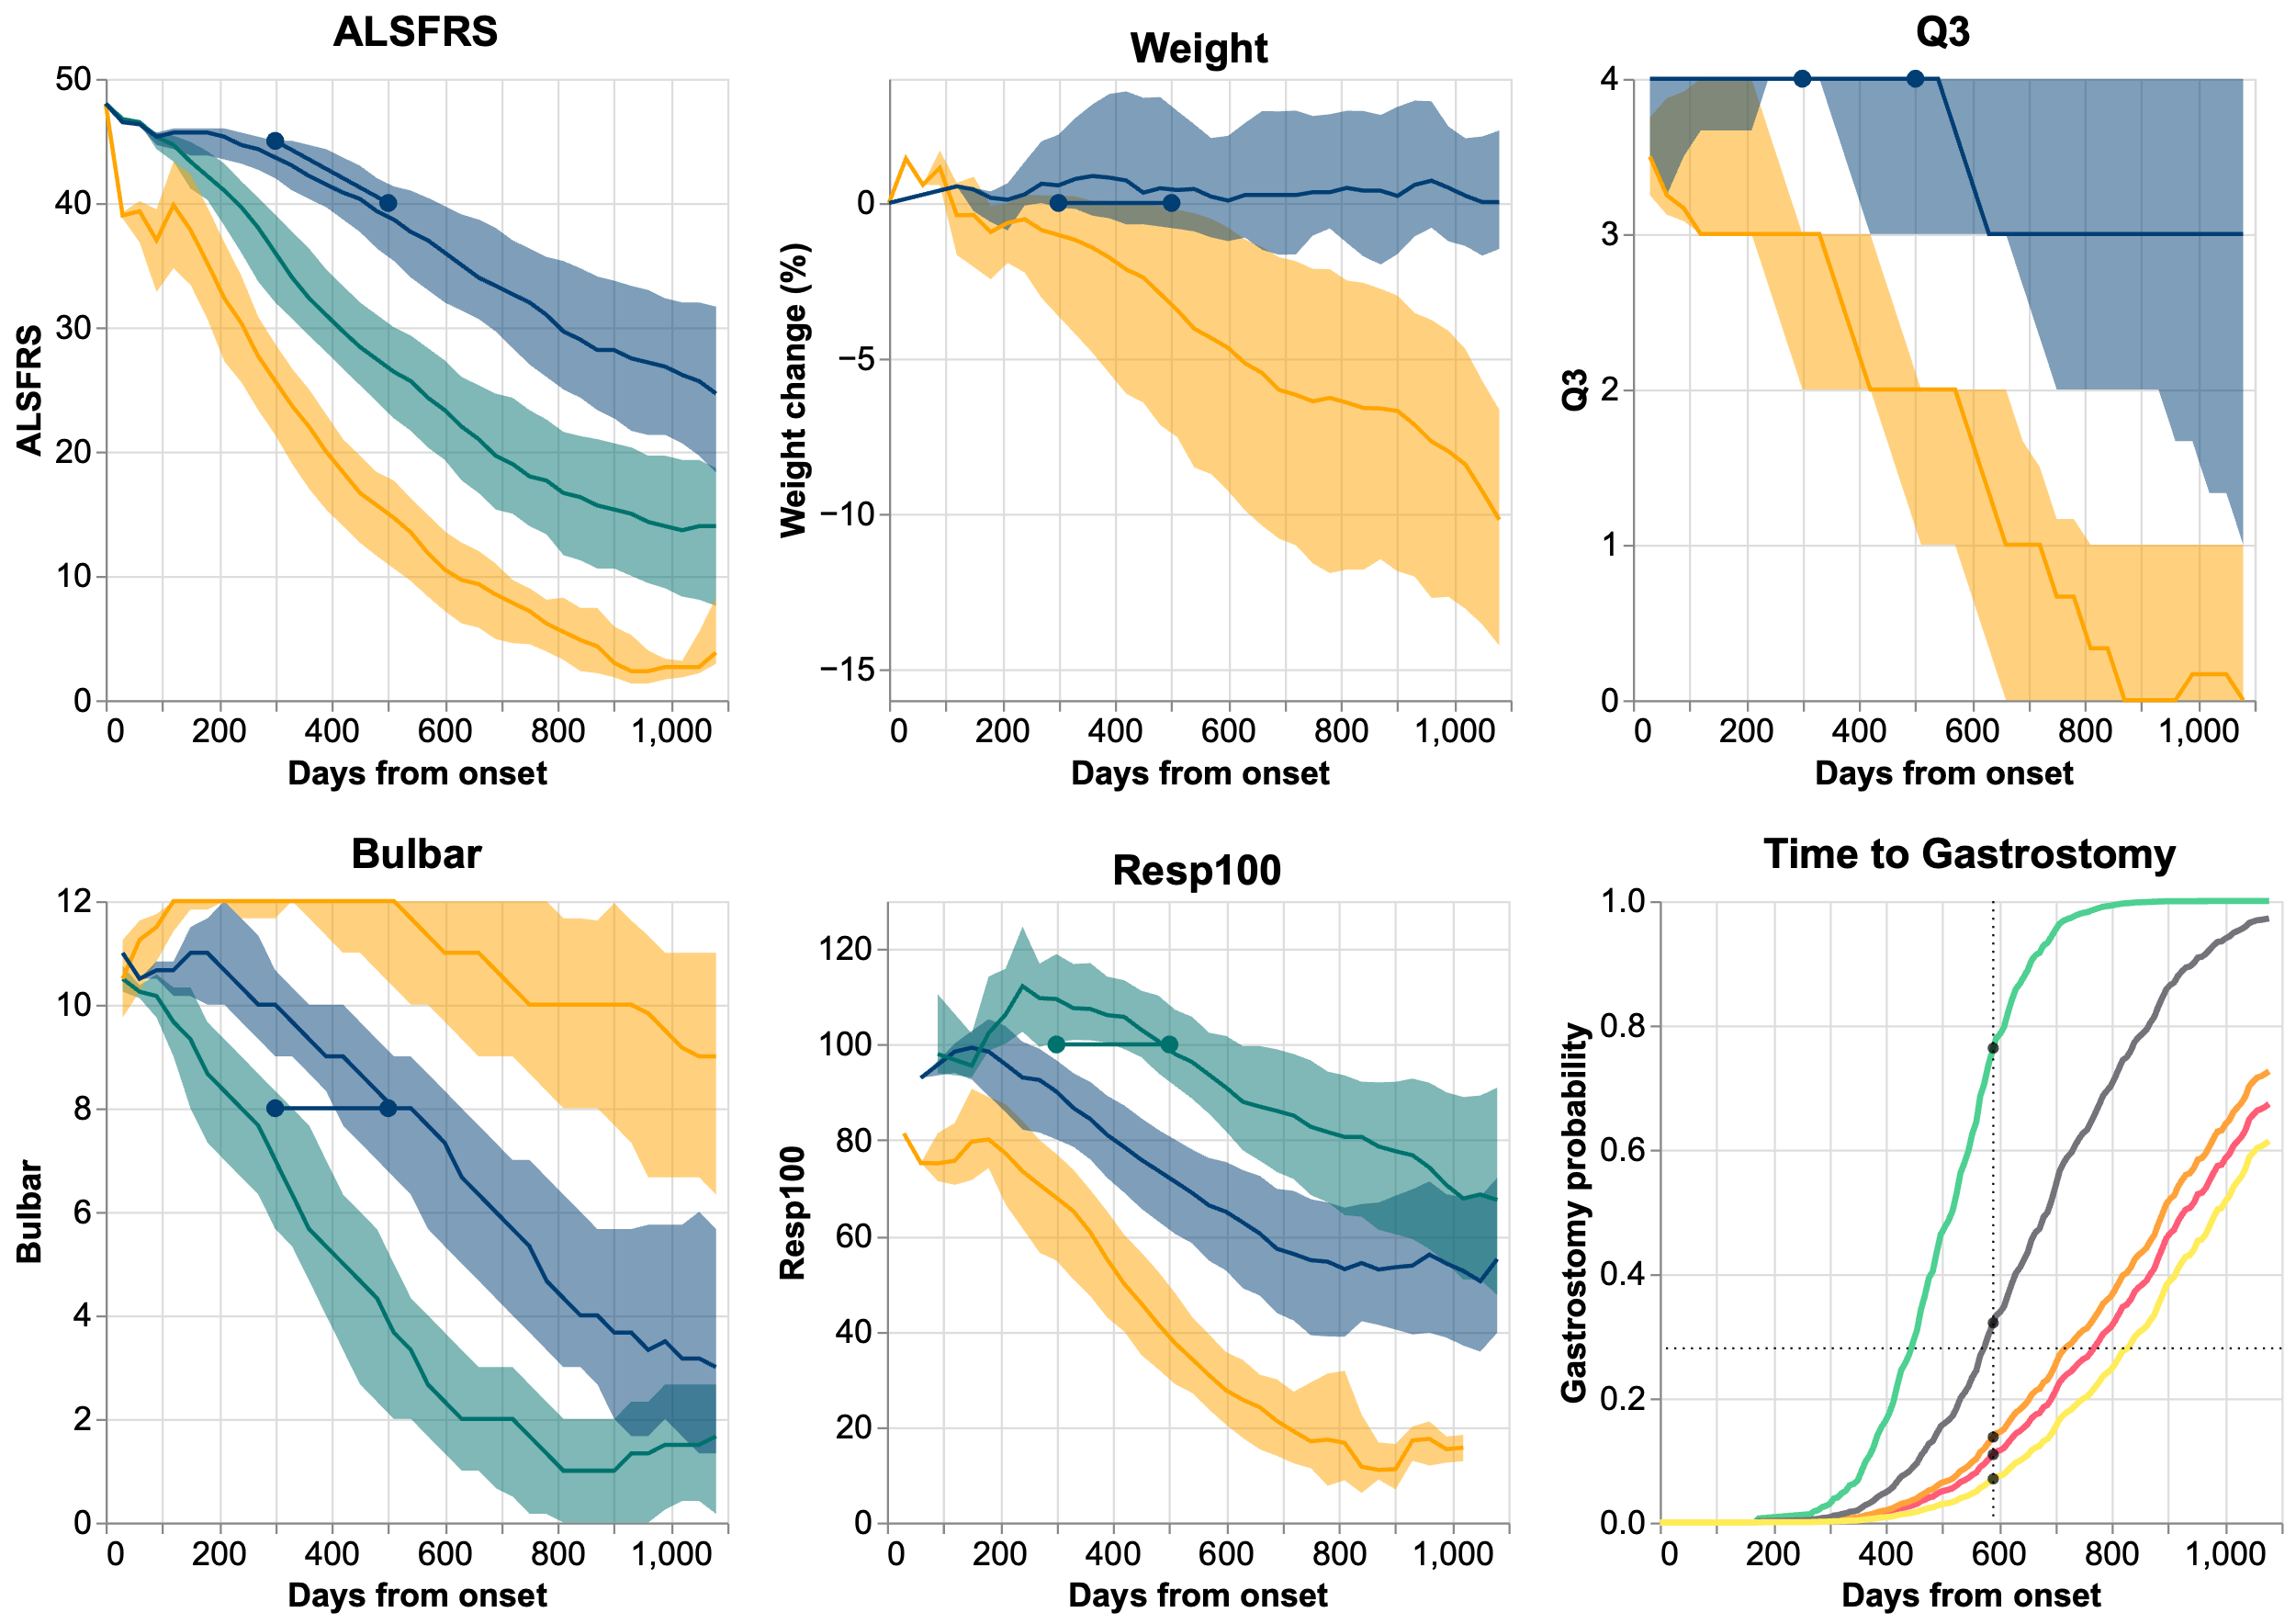 ALSFRS
50
40
30
20
10
0
ALSFRS
0 200 400 600 800 1,000
Days from onset
Weight
0
−5
−10
−15
Weight change (%)
0 200 400 600 800 1,000
Days from onset
Q3
4
3
2
1
0
Q3
0 200 400 600 800 1,000
Days from onset
Bulbar
12
10
8
6
4
2
0
Bulbar
0 200 400 600 800 1,000
Days from onset
Resp100
120
100
80
60
40
20
0
Resp100
0 200 400 600 800 1,000
Days from onset
Time to Gastrostomy
1.0
0.8
0.6
0.4
0.2
0.0
Gastrostomy probability
0 200 400 600 800 1,000
Days from onset